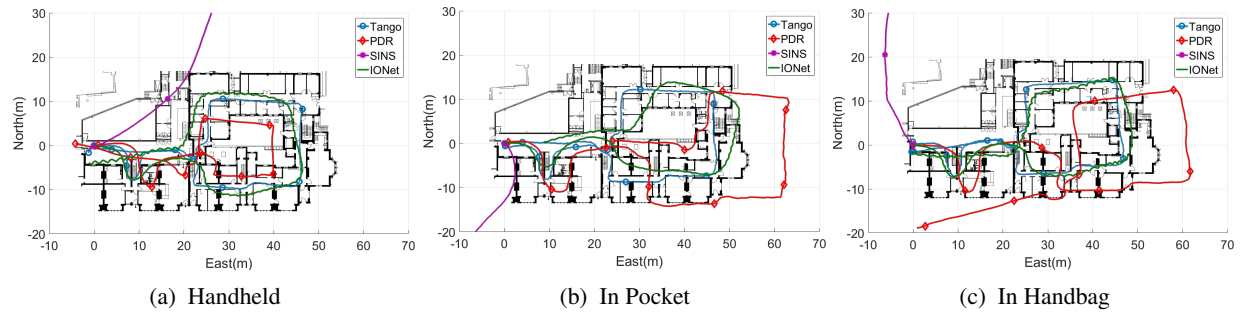 30
20
10
0
-10
-20
North(m)
-10 0 10 20 30 40 50 60 70
East(m)
Tango
PDR
SINS
IONet
(a) Handheld
30
20
10
0
-10
-20
North(m)
-10 0 10 20 30 40 50 60 70
East(m)
Tango
PDR
SINS
IONet
(b) In Pocket
30
20
10
0
-10
-20
North(m)
-10 0 10 20 30 40 50 60 70
East(m)
Tango
PDR
SINS
IONet
(c) In Handbag